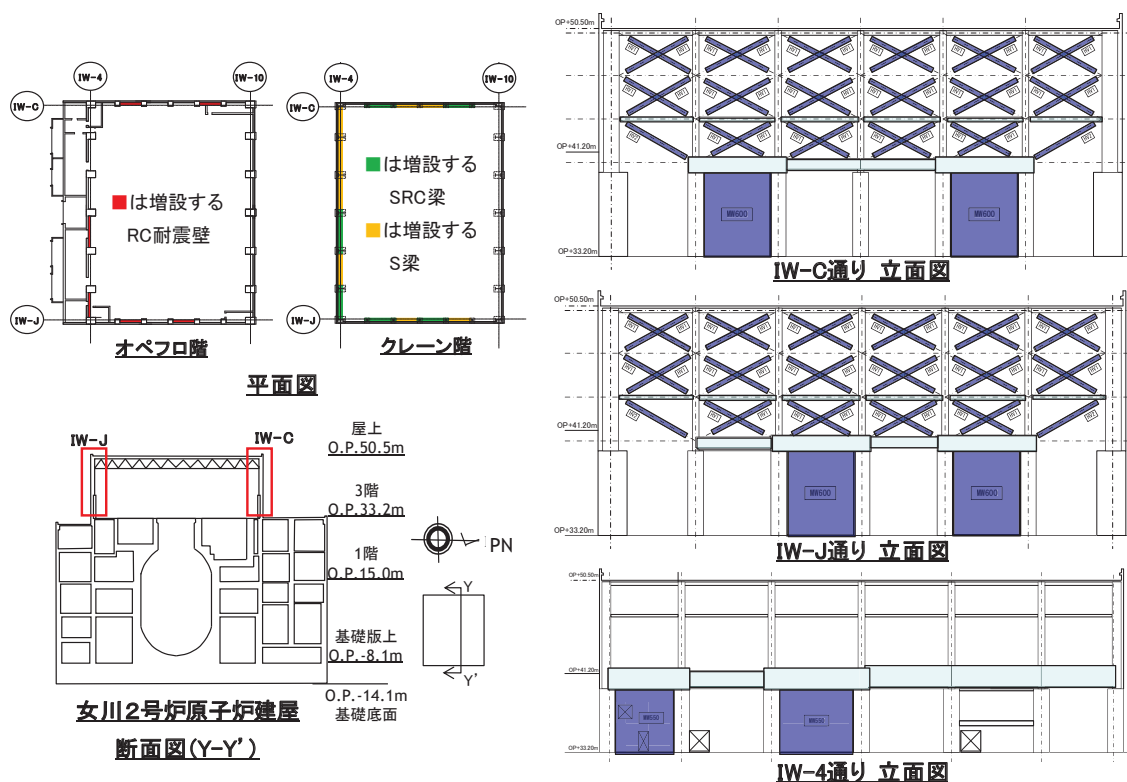 IW-4
IW-10
IW-C
■は増設する
RC耐震壁
IW-J
オペフロ階
IW-4
IW-10
IW-C
■は増設する
SRC梁
■は増設する
S梁
IW-J
クレーン階
平面図
IW-J
IW-C
屋上
O.P.50.5m
3階
O.P.33.2m
1階
O.P.15.0m
基礎版上
O.P.-8.1m
O.P.-14.1m
基礎底面
PN
Y
Y'
女川2号炉原子炉建屋
断面図(Y-Y')
OP+50.50m
OP+41.20m
MW600
MW600
OP+33.20m
IW-C通り 立面図
OP+50.50m
OP+41.20m
MW600
MW600
OP+33.20m
IW-J通り 立面図
OP+50.50m
OP+41.20m
OP+33.20m
IW-4通り 立面図